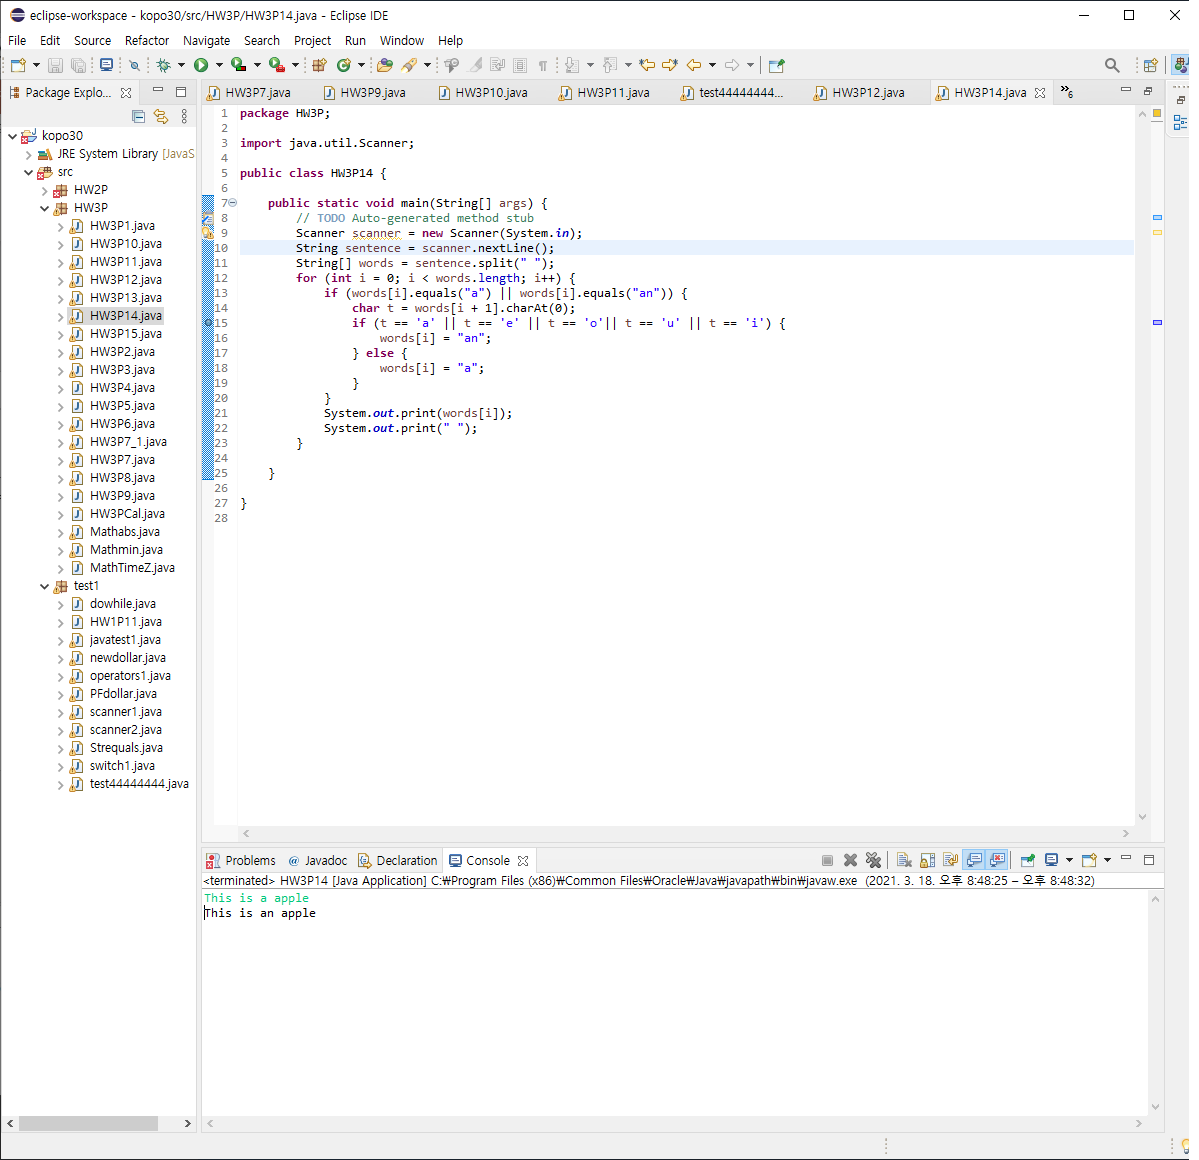 eclipse-workspace - kopo30/src/HW3P/HW3P14.java - Eclipse IDE
File Edit Source Refactor Navigate Search Project Run Window Help
Package Explo...
HW3P7.java HW3P9.java HW3P10.java HW3P11.java test44444444... HW3P12.java HW3P14.java »6
kopo30
JRE System Library [JavaS
src
HW2P
HW3P
HW3P1.java
HW3P10.java
HW3P11.java
HW3P12.java
HW3P13.java
HW3P14.java
HW3P15.java
HW3P2.java
HW3P3.java
HW3P4.java
HW3P5.java
HW3P6.java
HW3P7_1.java
HW3P7.java
HW3P8.java
HW3P9.java
HW3PCal.java
Mathabs.java
Mathmin.java
MathTimeZ.java
test1
dowhile.java
HW1P11.java
javatest1.java
newdollar.java
operators1.java
PFdollar.java
scanner1.java
scanner2.java
Strequals.java
switch1.java
test44444444.java
1 package HW3P;
2
3 import java.util.Scanner;
4
5 public class HW3P14 {
6
7     public static void main(String[] args) {
8         // TODO Auto-generated method stub
9         Scanner scanner = new Scanner(System.in);
10         String sentence = scanner.nextLine();
11         String[] words = sentence.split(" ");
12         for (int i = 0; i < words.length; i++) {
13             if (words[i].equals("a") || words[i].equals("an")) {
14                 char t = words[i + 1].charAt(0);
15                 if (t == 'a' || t == 'e' || t == 'o'|| t == 'u' || t == 'i') {
16                     words[i] = "an";
17                 } else {
18                     words[i] = "a";
19                 }
20             }
21             System.out.print(words[i]);
22             System.out.print(" ");
23         }
24
25     }
26
27 }
28
Problems @ Javadoc Declaration Console
<terminated> HW3P14 [Java Application] C:₩Program Files (x86)₩Common Files₩Oracle₩Java₩javapath₩bin₩javaw.exe (2021. 3. 18. 오후 8:48:25 – 오후 8:48:32)
This is a apple
This is an apple